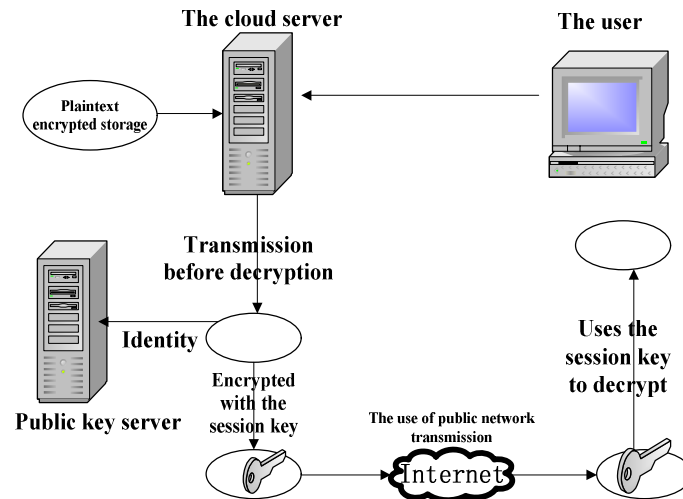 The cloud server
The user
Plaintext
encrypted storage
Transmission
before decryption
Identity
Public key server
Encrypted
with the
session key
The use of public network
transmission
Internet
Uses the
session key
to decrypt